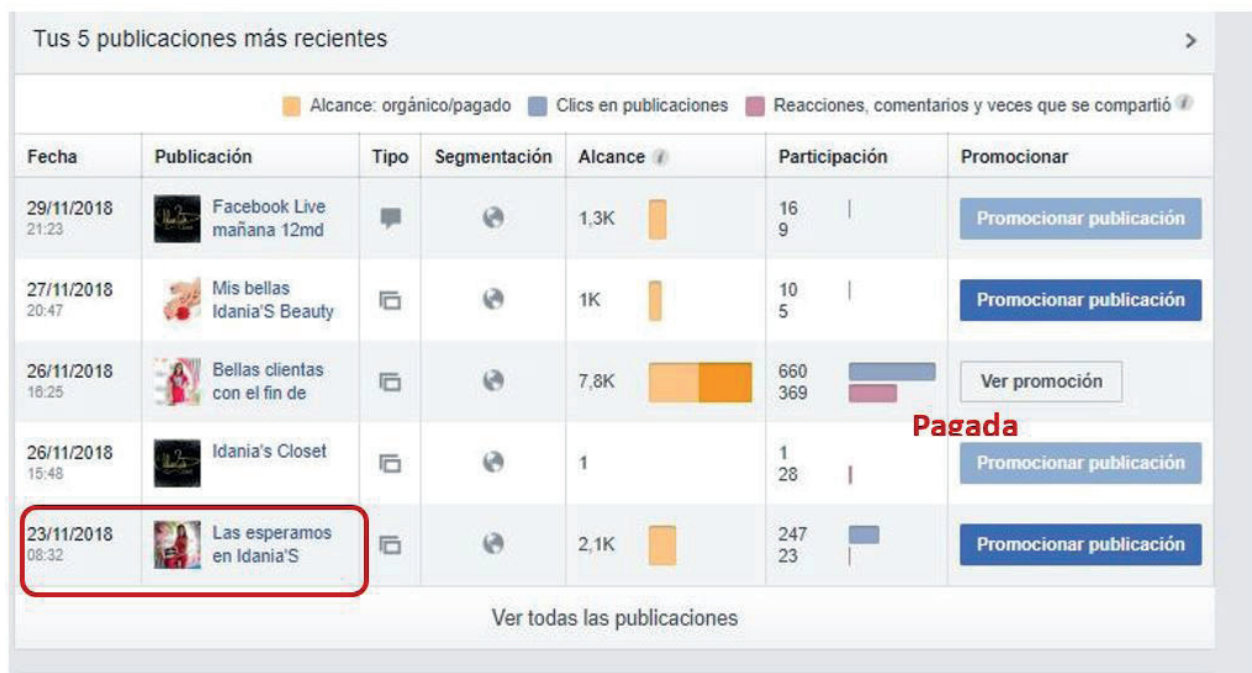 Tus 5 publicaciones más recientes
Alcance: orgánico/pagado Clics en publicaciones Reacciones, comentarios y veces que se compartió
Fecha Publicación Tipo Segmentación Alcance Participación Promocionar
29/11/2018 Facebook Live 16
21:23 mañana 12md 1,3K 9 Promocionar publicación
27/11/2018 Mis bellas 10
20:47 Idania'S Beauty 1K 5 Promocionar publicación
26/11/2018 Bellas clientas 660
16:25 con el fin de 7,8K 369 Ver promoción
Pagada
26/11/2018 Idania's Closet 1
15:48 1 28 Promocionar publicación
23/11/2018 Las esperamos 247
08:32 en Idania'S 2,1K 23 Promocionar publicación
Ver todas las publicaciones